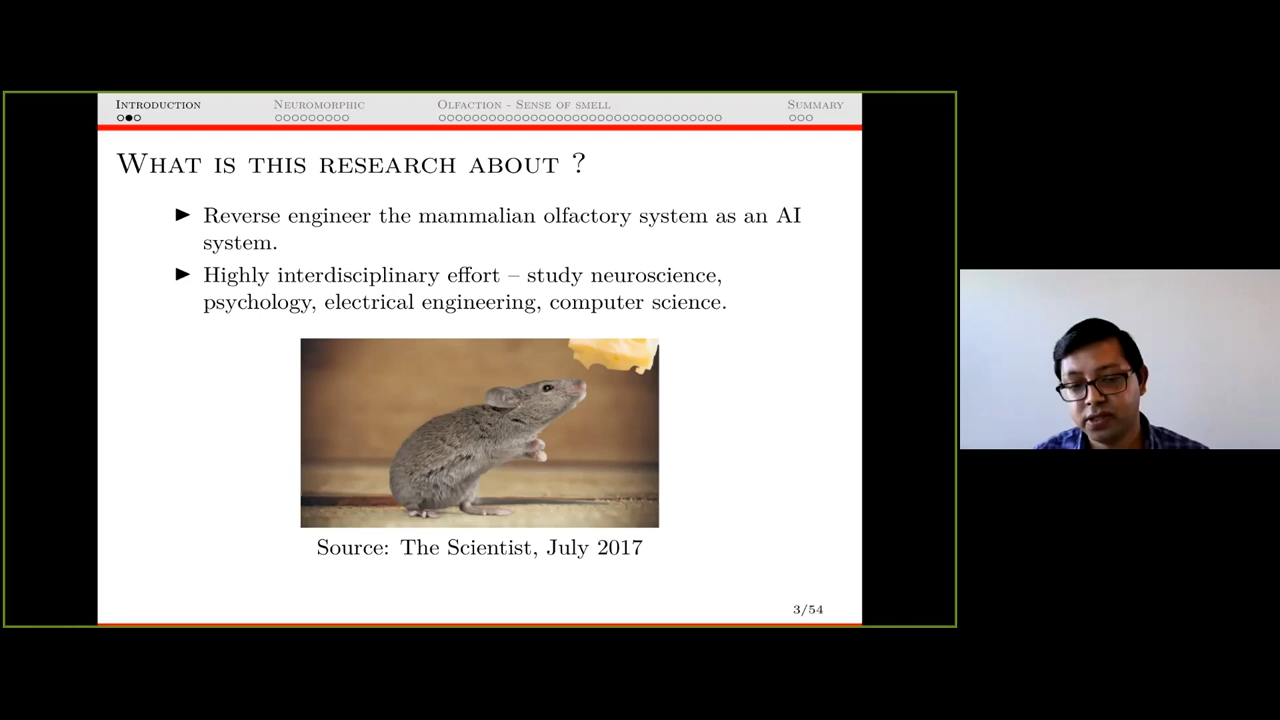 Introduction Neuromorphic Olfaction - Sense of smell Summary
What is this research about ?
Reverse engineer the mammalian olfactory system as an AI
system.
Highly interdisciplinary effort – study neuroscience,
psychology, electrical engineering, computer science.
Source: The Scientist, July 2017
3/54